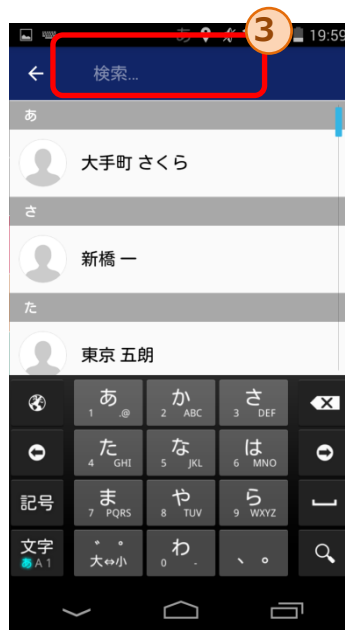 あ 19:59
③
検索...
あ
大手町 さくら
さ
新橋 一
た
東京 五朗
あ 1 .@ か 2 ABC さ 3 DEF
た 4 GHI な 5 JKL は 6 MNO
記号 ま 7 PQRS や 8 TUV ら 9 WXYZ
文字 あA1 ゛゜ 大⇔小 わ 0 - 、。